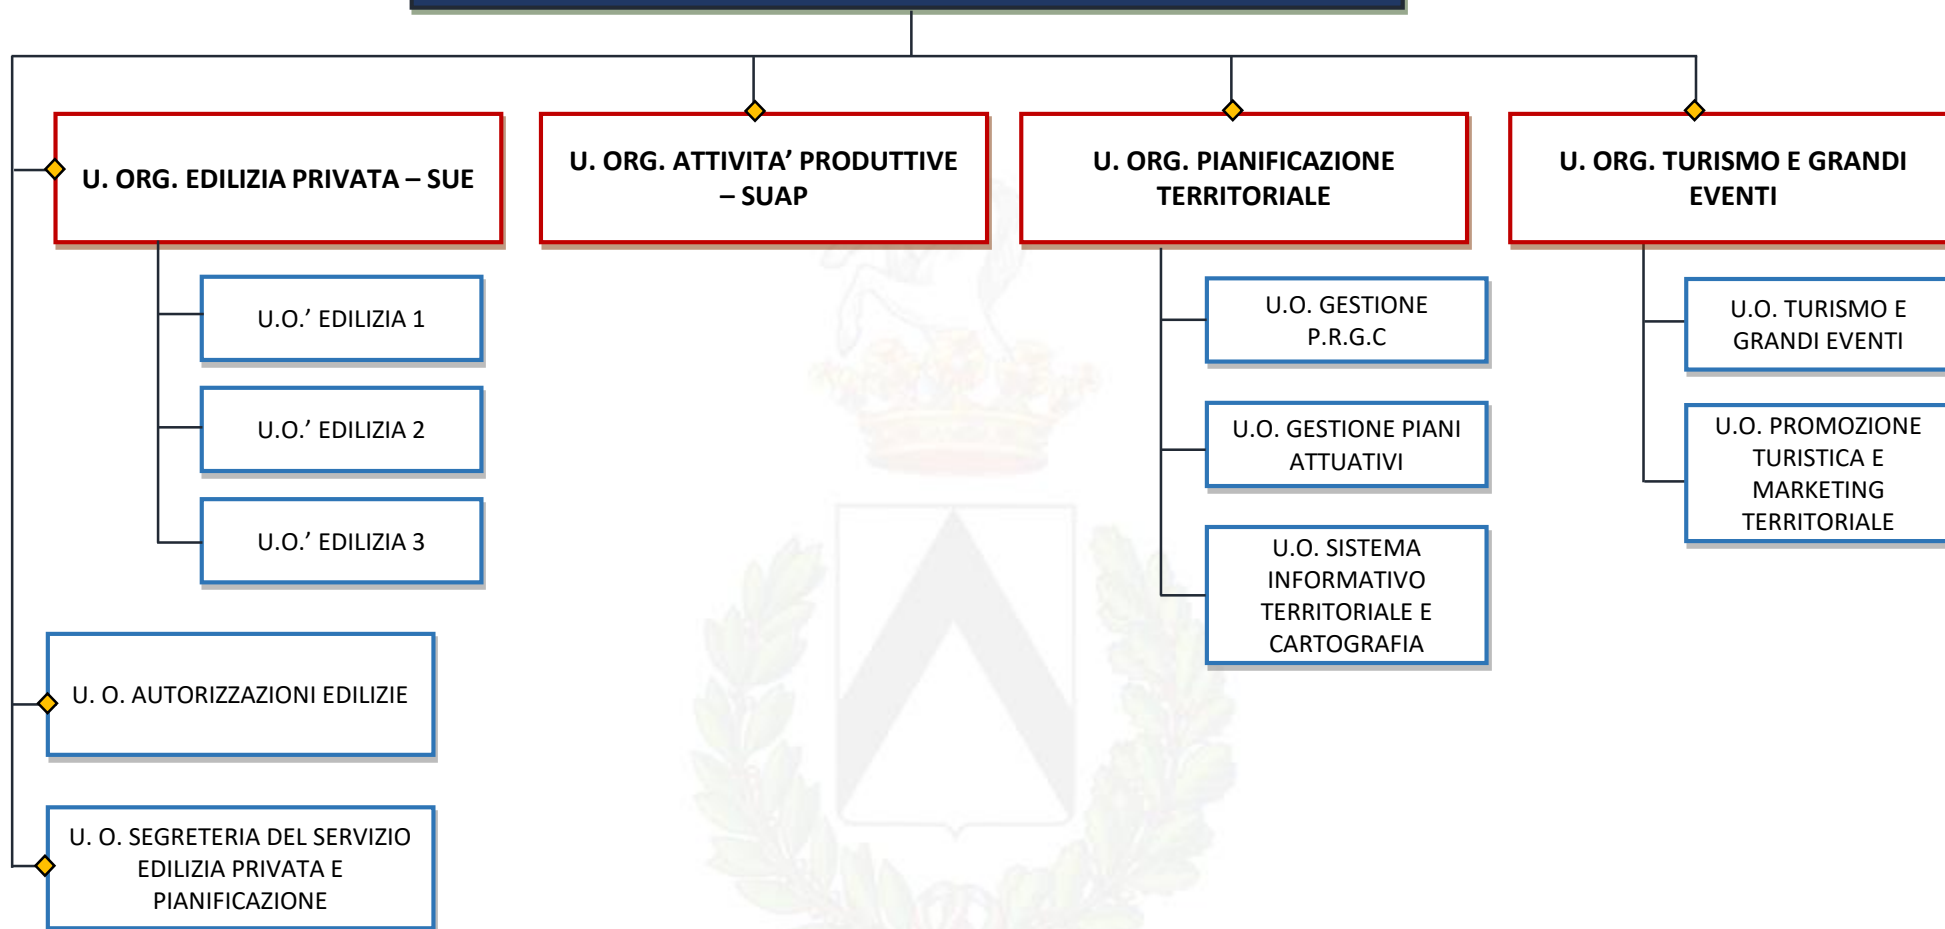 U. ORG. EDILIZIA PRIVATA – SUE
U.O.’ EDILIZIA 1
U.O.’ EDILIZIA 2
U.O.’ EDILIZIA 3
U. O. AUTORIZZAZIONI EDILIZIE
U. O. SEGRETERIA DEL SERVIZIO
EDILIZIA PRIVATA E
PIANIFICAZIONE
U. ORG. ATTIVITA’ PRODUTTIVE
– SUAP
U. ORG. PIANIFICAZIONE
TERRITORIALE
U.O. GESTIONE
P.R.G.C
U.O. GESTIONE PIANI
ATTUATIVI
U.O. SISTEMA
INFORMATIVO
TERRITORIALE E
CARTOGRAFIA
U. ORG. TURISMO E GRANDI
EVENTI
U.O. TURISMO E
GRANDI EVENTI
U.O. PROMOZIONE
TURISTICA E
MARKETING
TERRITORIALE